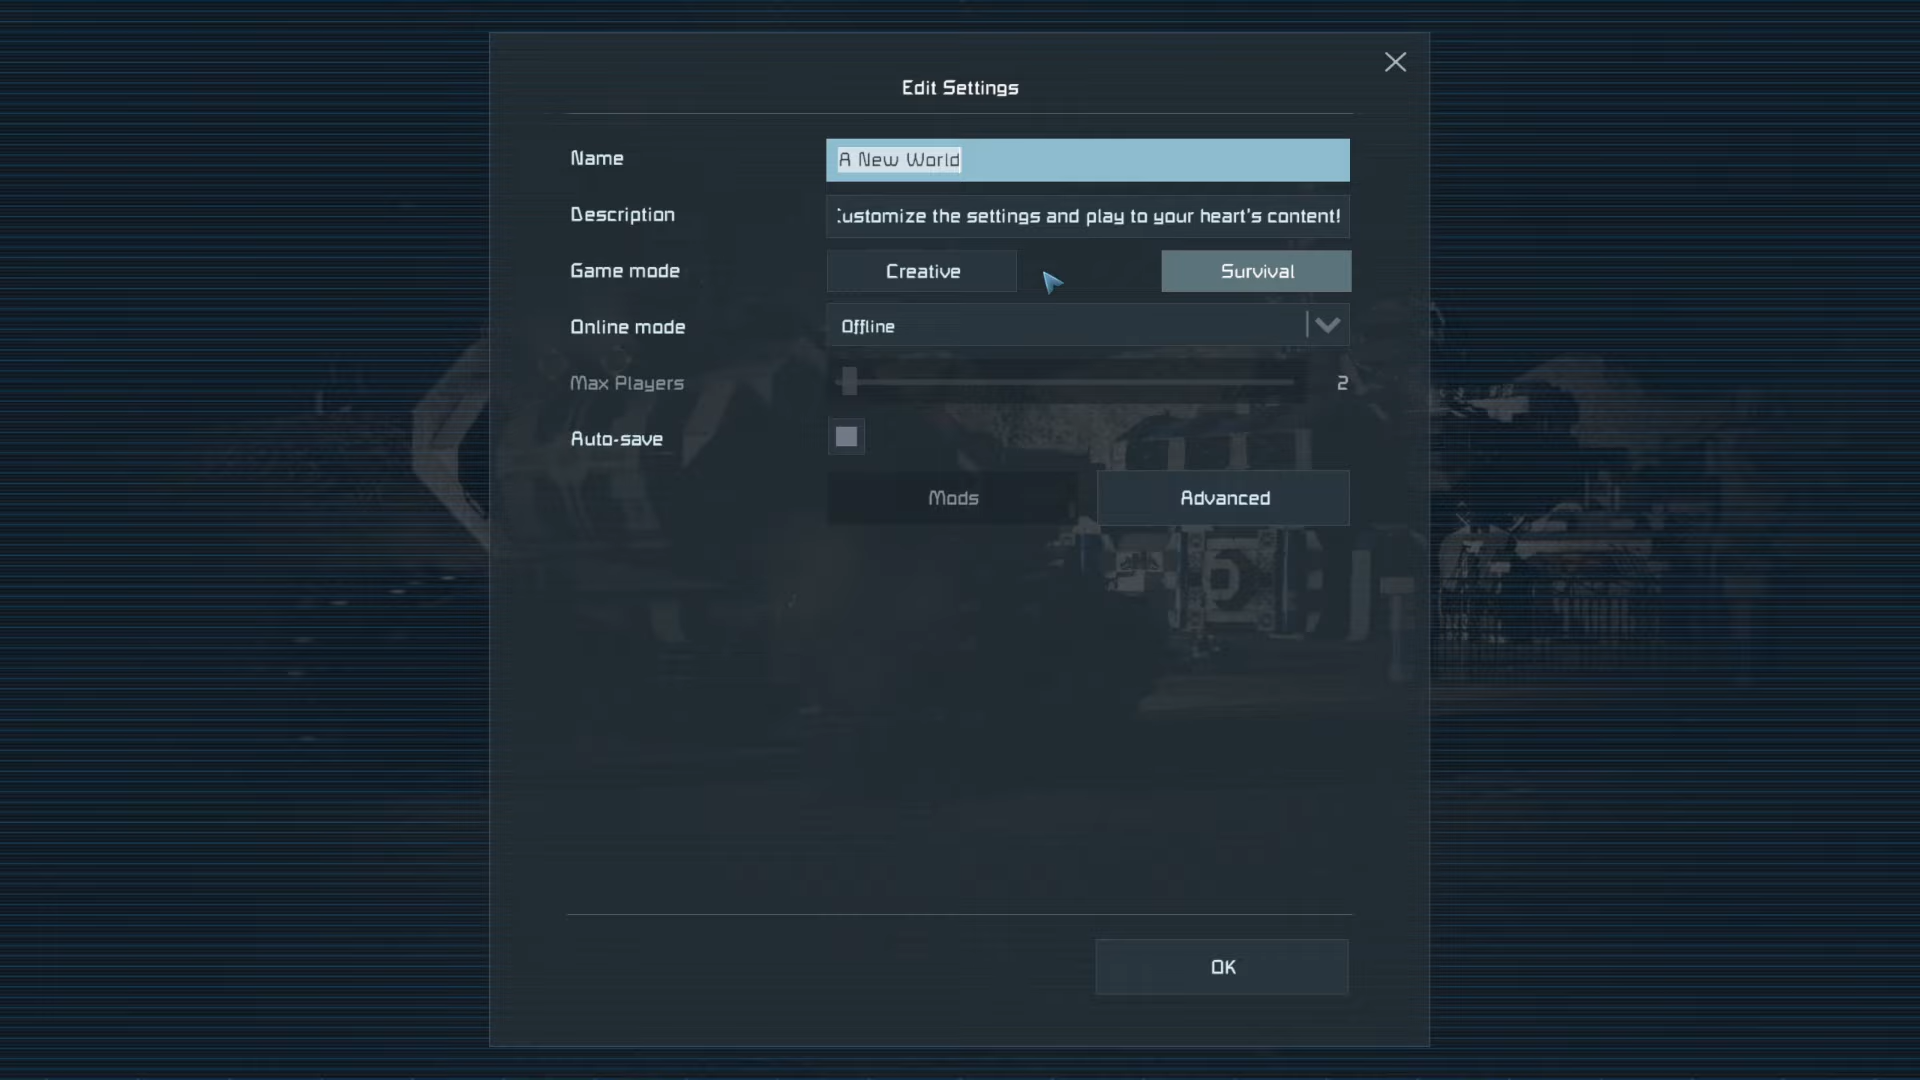 Edit Settings
Name
A New World
Description
ustomize the settings and play to your heart's content!
Game mode
Creative
Survival
Online mode
Offline
Max Players
2
Auto-save
Mods
Advanced
OK